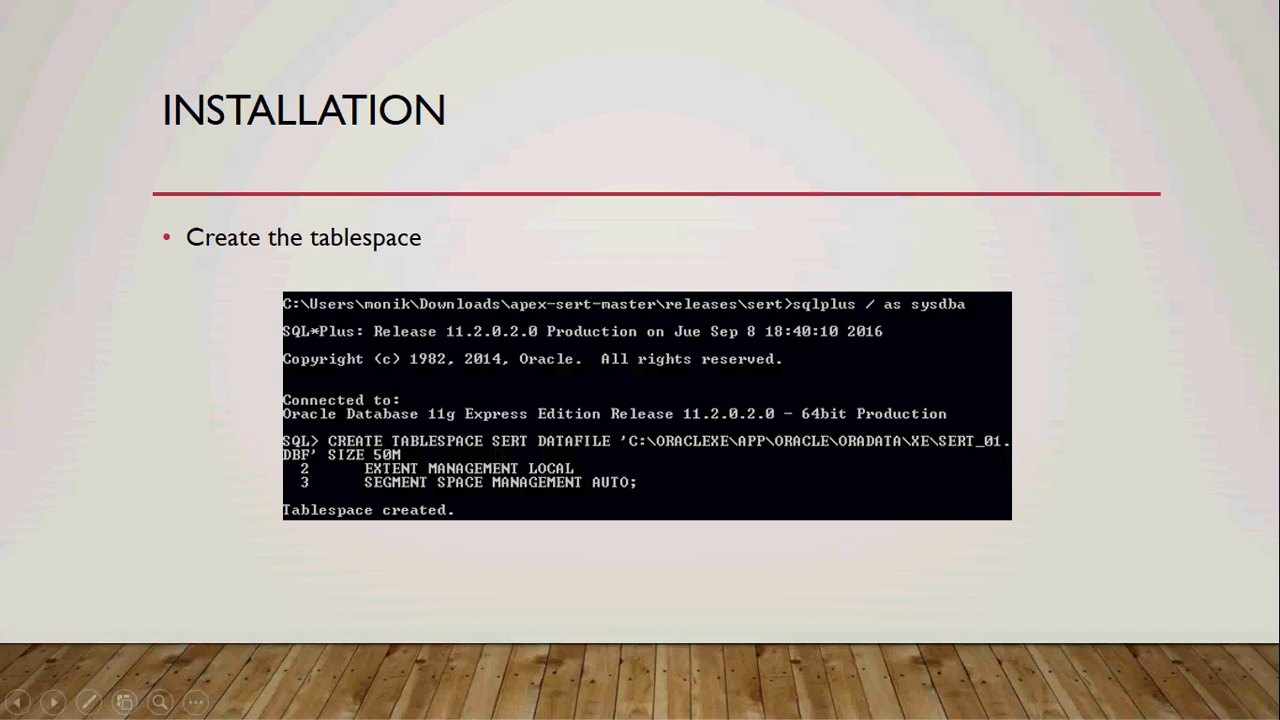 INSTALLATION
• Create the tablespace
C:\Users\monik\Downloads\apex-sert-master\releases\sert>sqlplus / as sysdba
SQL*Plus: Release 11.2.0.2.0 Production on Jue Sep 8 18:40:10 2016
Copyright (c) 1982, 2014, Oracle.  All rights reserved.
Connected to:
Oracle Database 11g Express Edition Release 11.2.0.2.0 - 64bit Production
SQL> CREATE TABLESPACE SERT DATAFILE 'C:\ORACLEXE\APP\ORACLE\ORADATA\XE\SERT_01.
DBF' SIZE 50M
  2      EXTENT MANAGEMENT LOCAL
  3      SEGMENT SPACE MANAGEMENT AUTO;
Tablespace created.